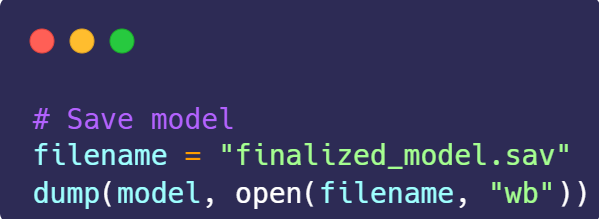 # Save model
filename = "finalized_model.sav"
dump(model, open(filename, "wb"))